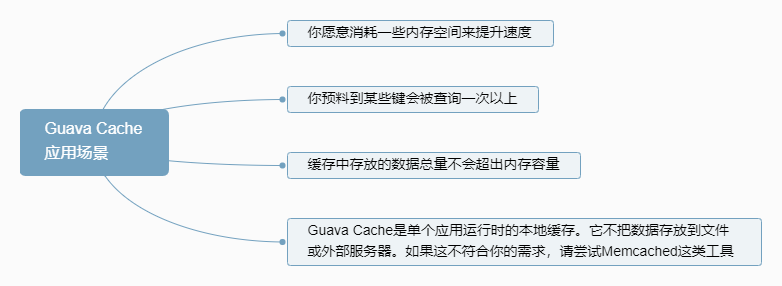 Guava Cache
应用场景
你愿意消耗一些内存空间来提升速度
你预料到某些键会被查询一次以上
缓存中存放的数据总量不会超出内存容量
Guava Cache是单个应用运行时的本地缓存。它不把数据存放到文件
或外部服务器。如果这不符合你的需求，请尝试Memcached这类工具